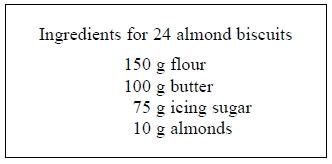 Ingredients for 24 almond biscuits
150 g flour
100 g butter
75 g icing sugar
10 g almonds